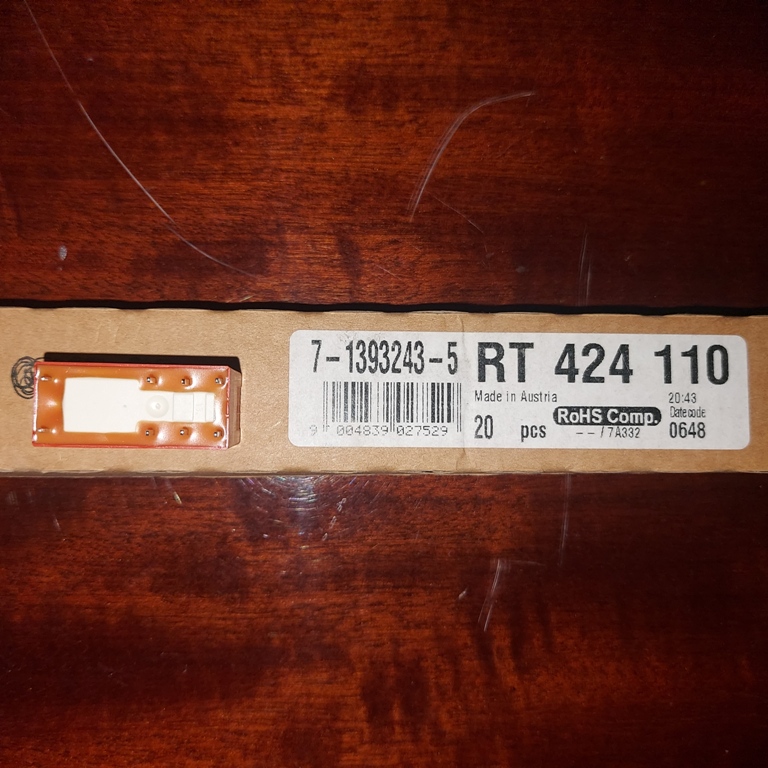 7-1393243-5
9 004839 027529
RT 424 110
Made in Austria
20:43
20 pcs
RoHS Comp.
Datecode
--/7A332
0648